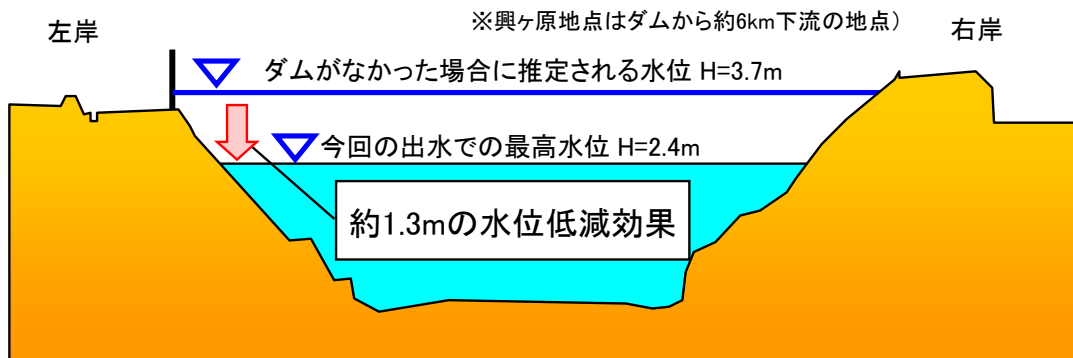 ※興ヶ原地点はダムから約6km下流の地点)
左岸
右岸
ダムがなかった場合に推定される水位 H=3.7m
今回の出水での最高水位 H=2.4m
約1.3mの水位低減効果